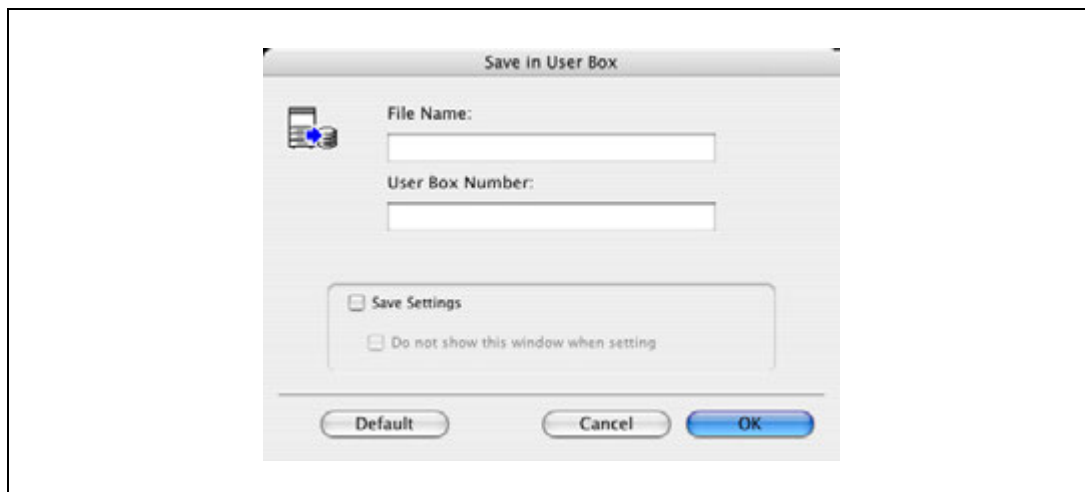 Save in User Box
File Name:
User Box Number:
Save Settings
Do not show this window when setting
Default Cancel OK